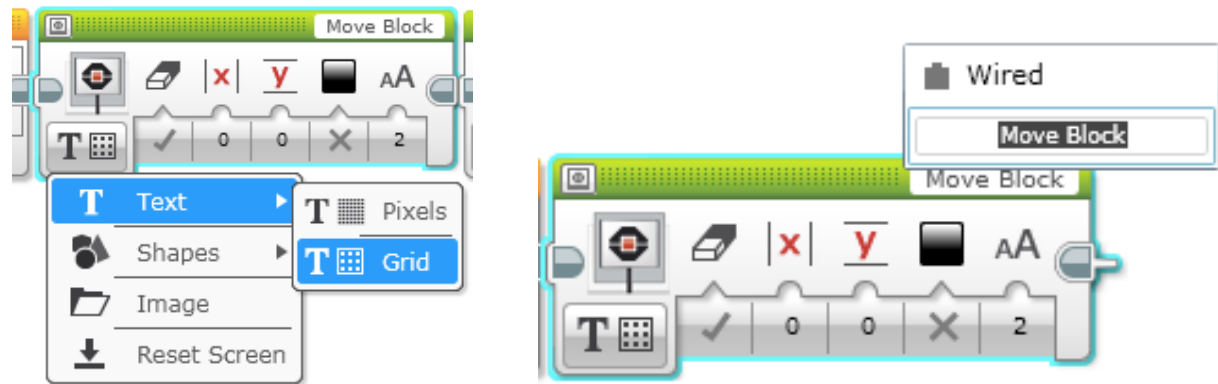 Move Block
x y AA
T 0 0 2
T Text
T Pixels
Shapes
T Grid
Image
Reset Screen
Wired
Move Block
Move Block
x y AA
T 0 0 2